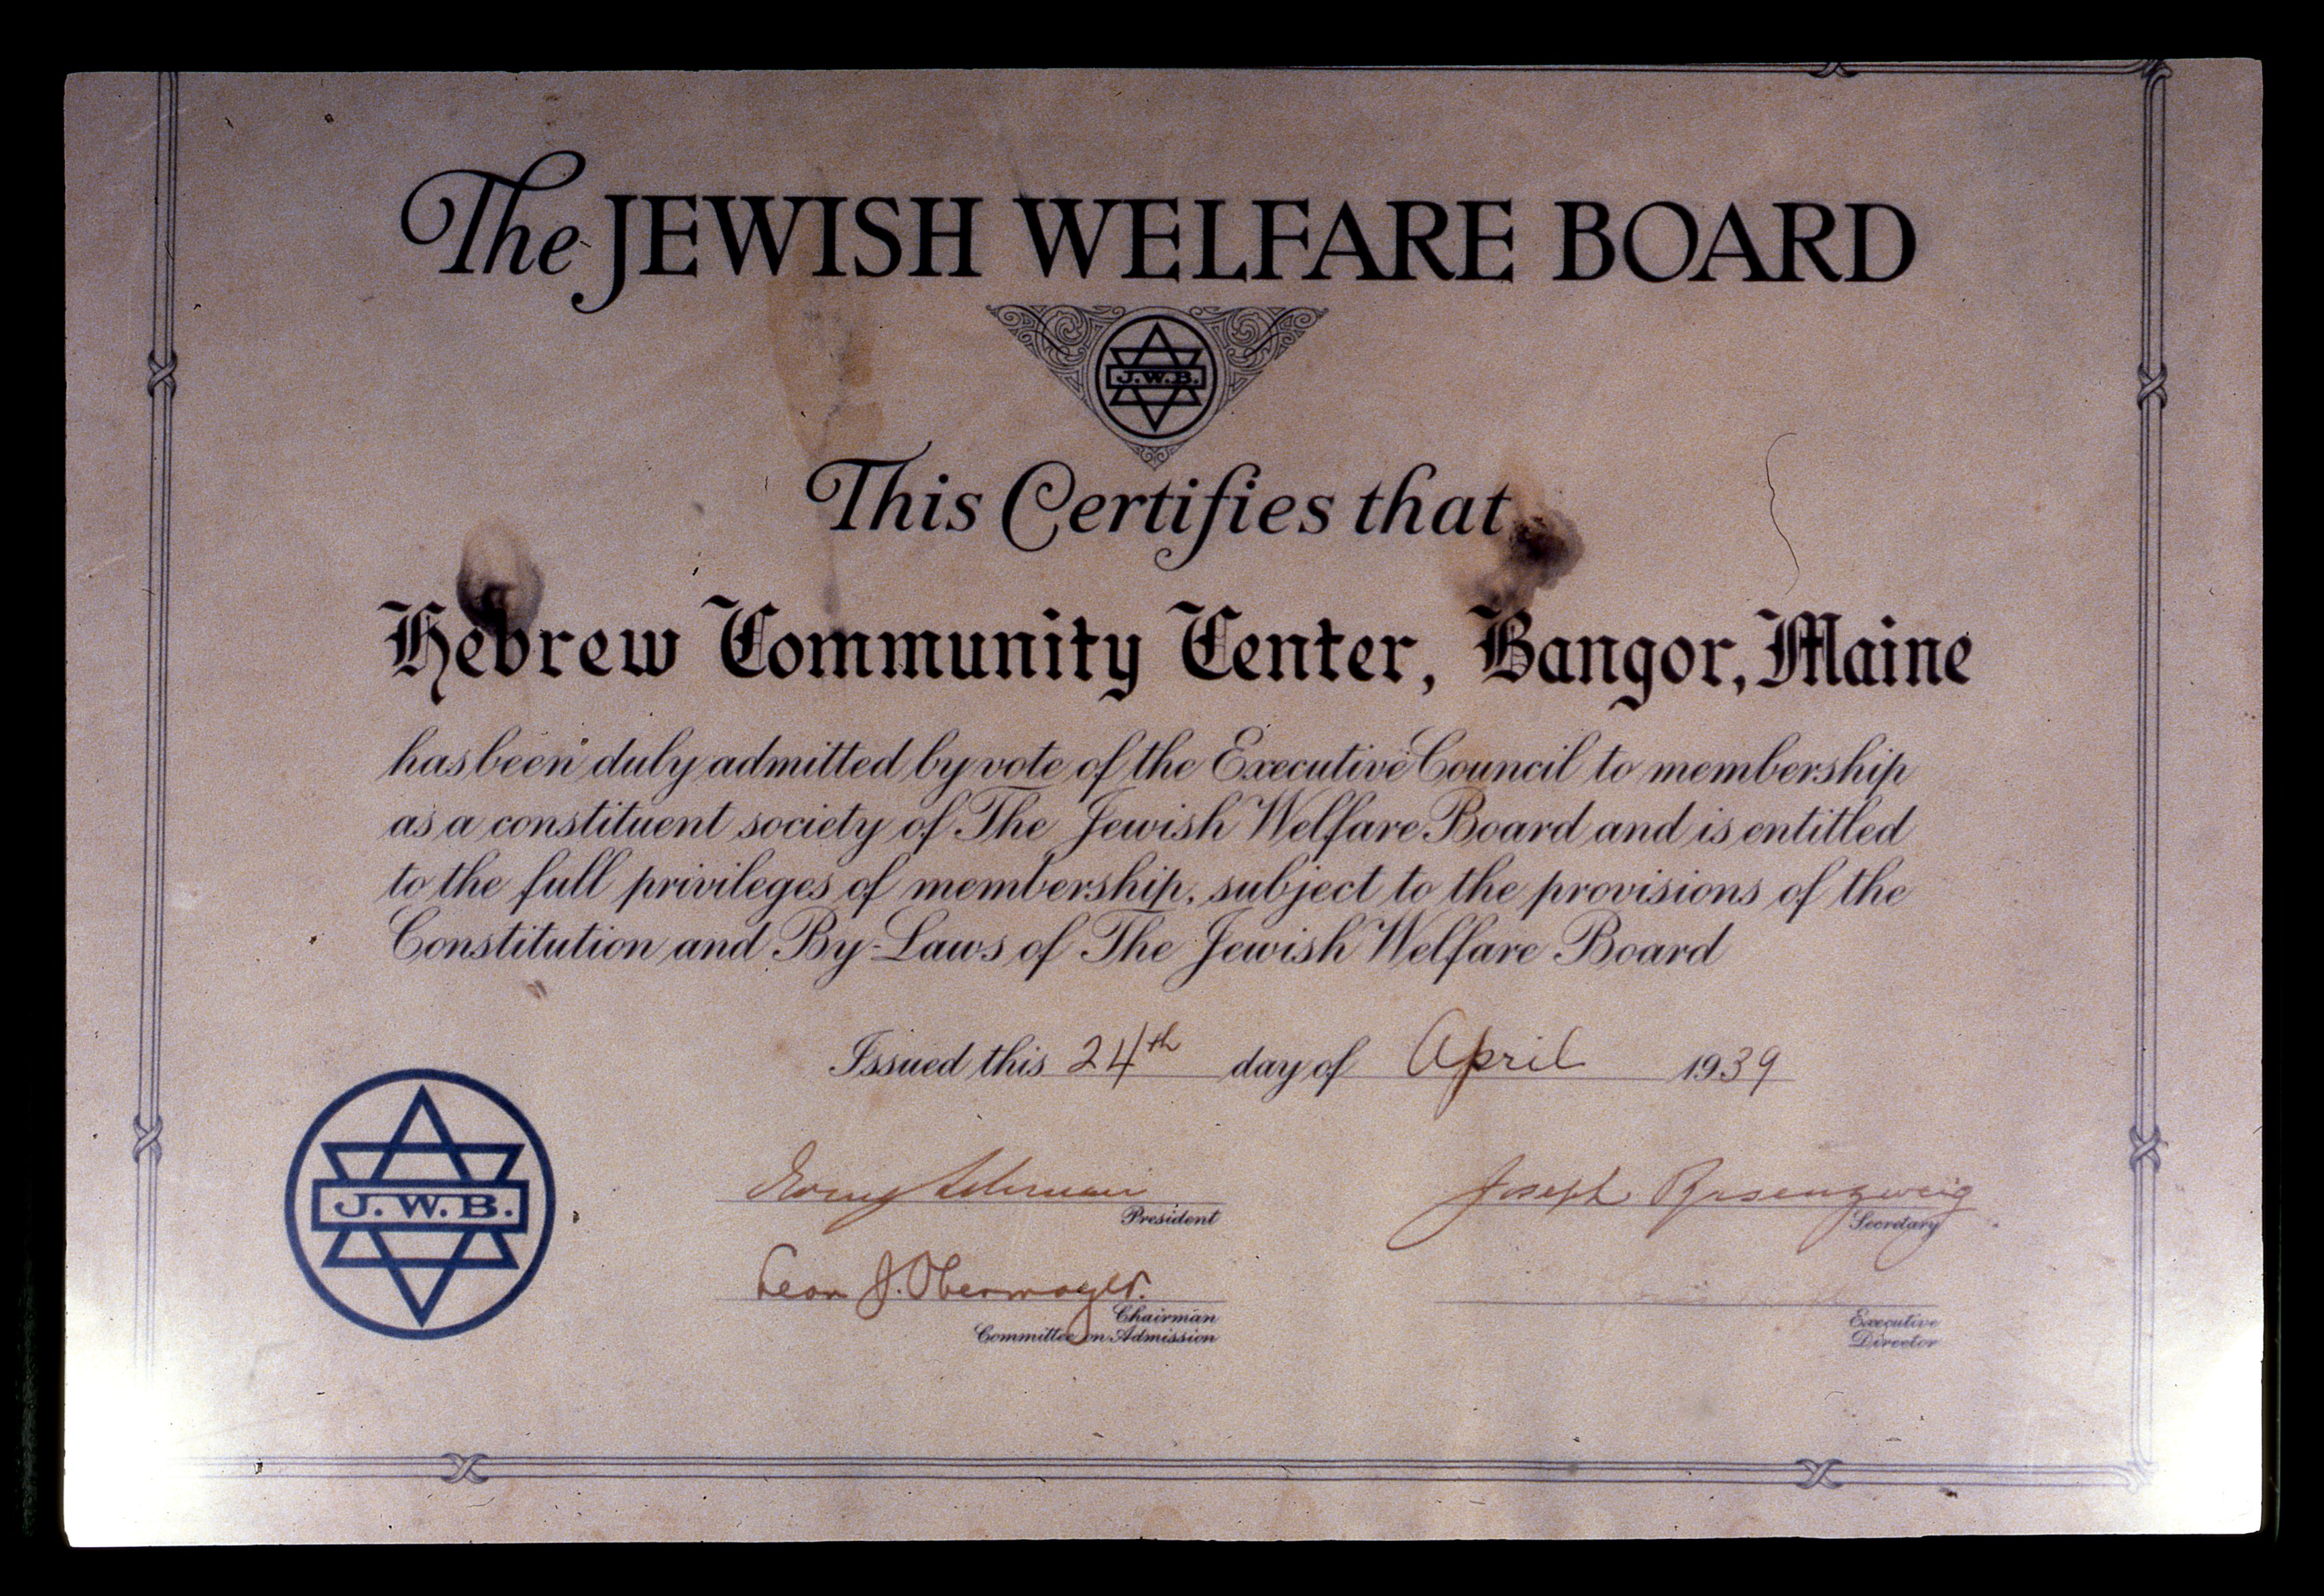 The JEWISH WELFARE BOARD
J.W.B.
This Certifies that
Hebrew Community Center, Bangor, Maine
has been duly admitted by vote of the Executive Council to membership
as a constituent society of The Jewish Welfare Board and is entitled
to the full privileges of membership, subject to the provisions of the
Constitution and By-Laws of The Jewish Welfare Board
Issued this 24th day of April 1939
J.W.B.
Joseph Rosenzweig
President
Secretary
Leon J. Obermayer.
Chairman
Committee on Admission
Executive
Director